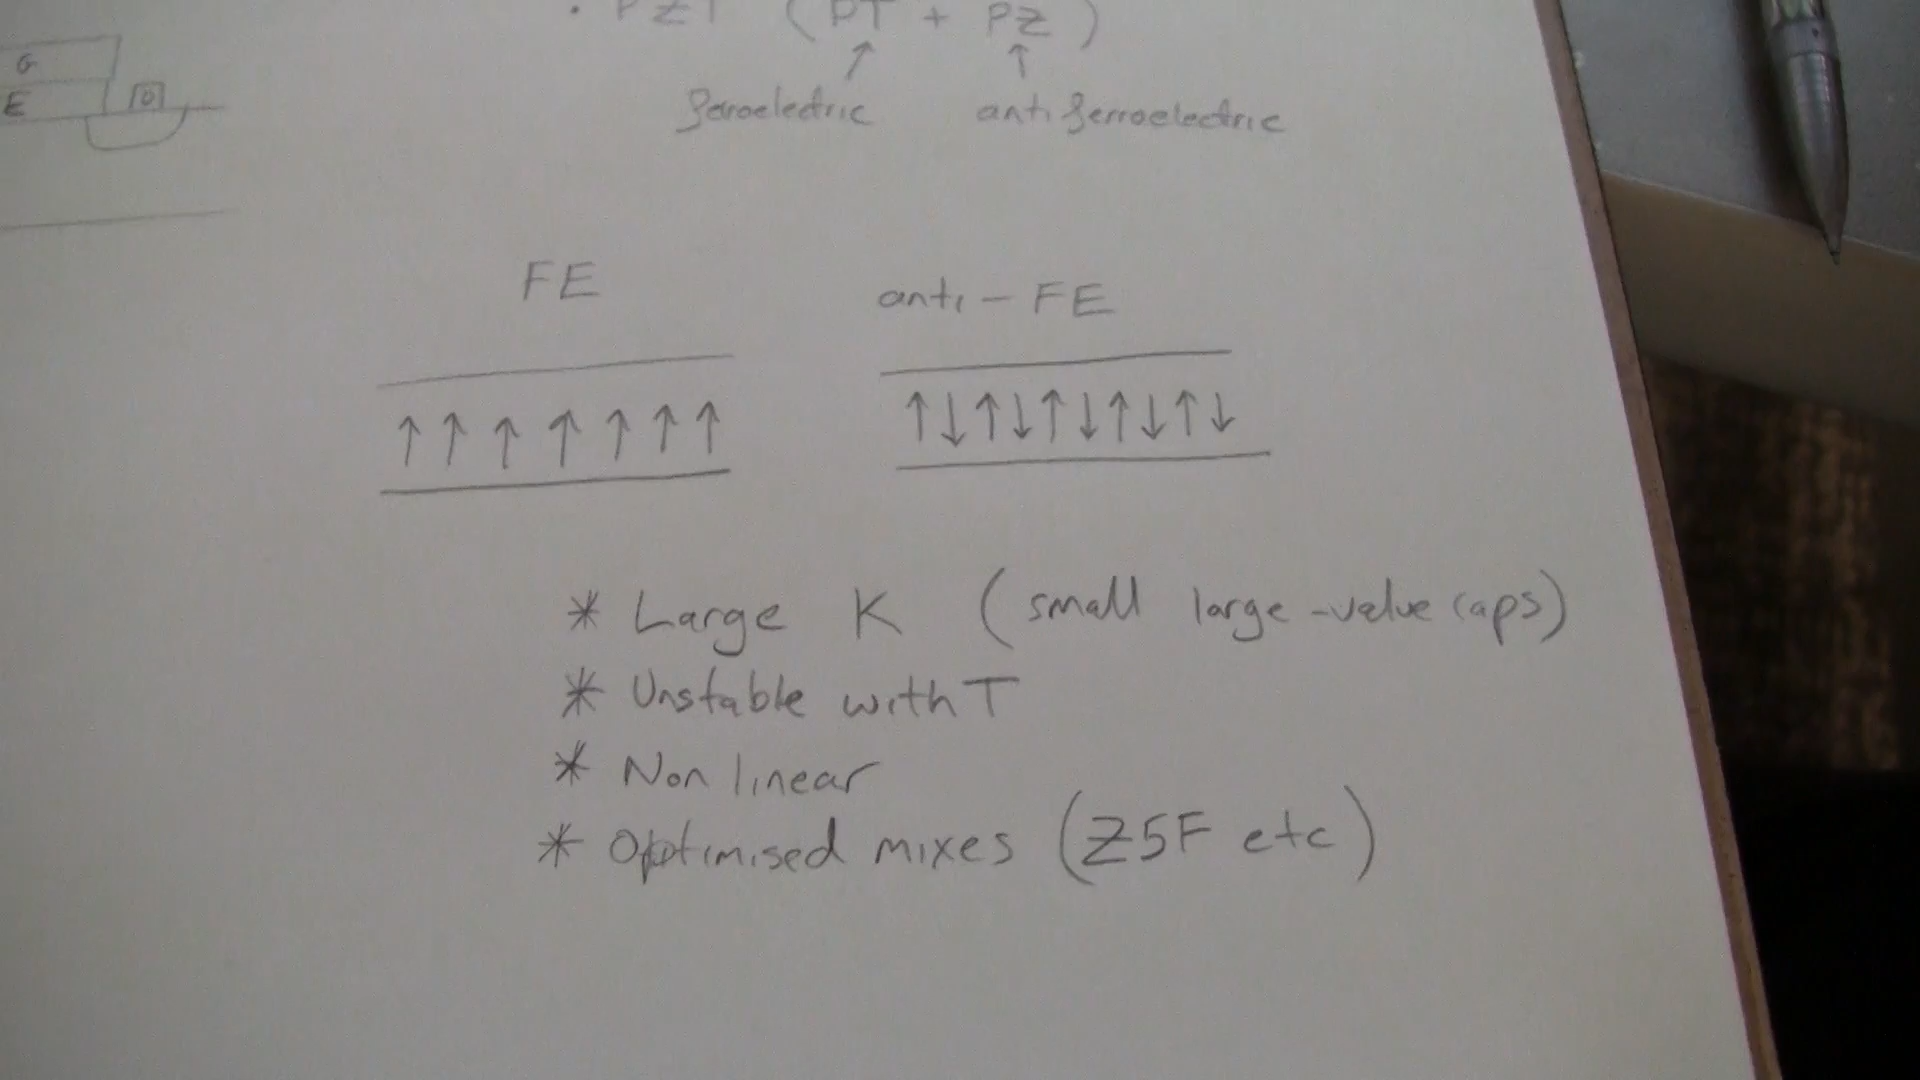 • PZT (PT + PZ)
feroelectric antiferroelectric
G
E
D
FE anti-FE
* Large K (small large-value caps)
* Unstable with T
* Non linear
* Optimised mixes (Z5F etc)